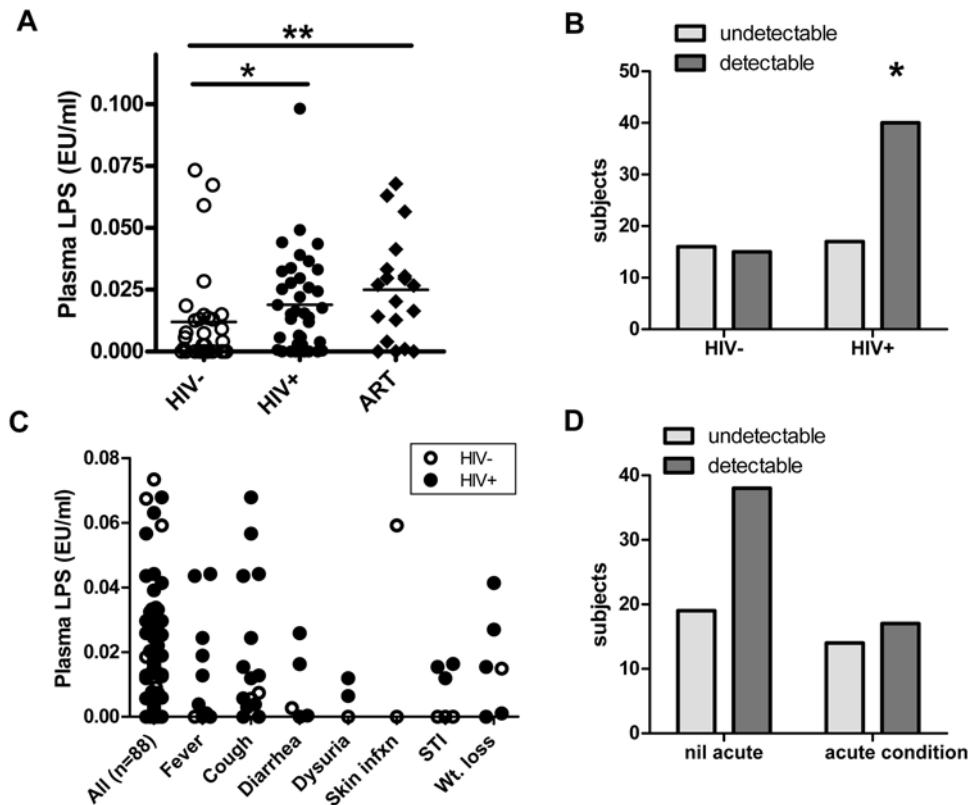 A
**
*
Plasma LPS (EU/ml)
0.100
0.075
0.050
0.025
0.000
HIV-
HIV+
ART
B
undetectable
detectable
*
subjects
50
40
30
20
10
0
HIV-
HIV+
C
HIV-
HIV+
Plasma LPS (EU/ml)
0.08
0.06
0.04
0.02
0.00
All (n=88)
Fever
Cough
Diarrhea
Dysuria
Skin infxn
STI
Wt. loss
D
undetectable
detectable
subjects
40
30
20
10
0
nil acute
acute condition